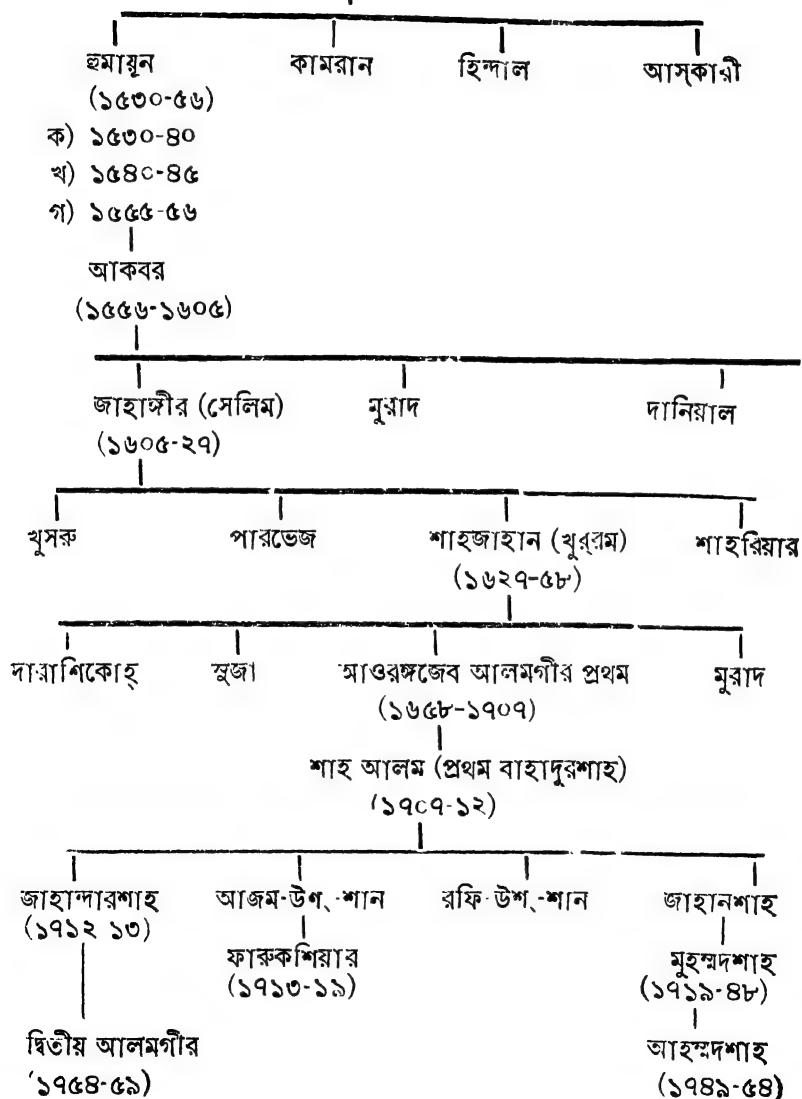 হুমায়ূন কামরান হিন্দাল আস্‌কারী
(১৫৩০-৫৬)
ক) ১৫৩০-৪০
খ) ১৫৪০-৪৫
গ) ১৫৫৫-৫৬
আকবর
(১৫৫৬-১৬০৫)
জাহাঙ্গীর (সেলিম) মুরাদ দানিয়াল
(১৬০৫-২৭)
খুসরু পারভেজ শাহজাহান (খুর্‌রম) শাহরিয়ার
(১৬২৭-৫৮)
দারাশিকোহ্ সুজা আওরঙ্গজেব আলমগীর প্রথম মুরাদ
(১৬৫৮-১৭০৭)
শাহ আলম (প্রথম বাহাদুরশাহ)
(১৭০৭-১২)
জাহান্দারশাহ আজম-উশ্-শান রফি-উশ্-শান জাহানশাহ
(১৭১২ ১৩)
ফারুকশিয়ার মুহম্মদশাহ
(১৭১৩-১৯) (১৭১৯-৪৮)
দ্বিতীয় আলমগীর আহম্মদশাহ
(১৭৫৪-৫৯) (১৭৪৯-৫৪)